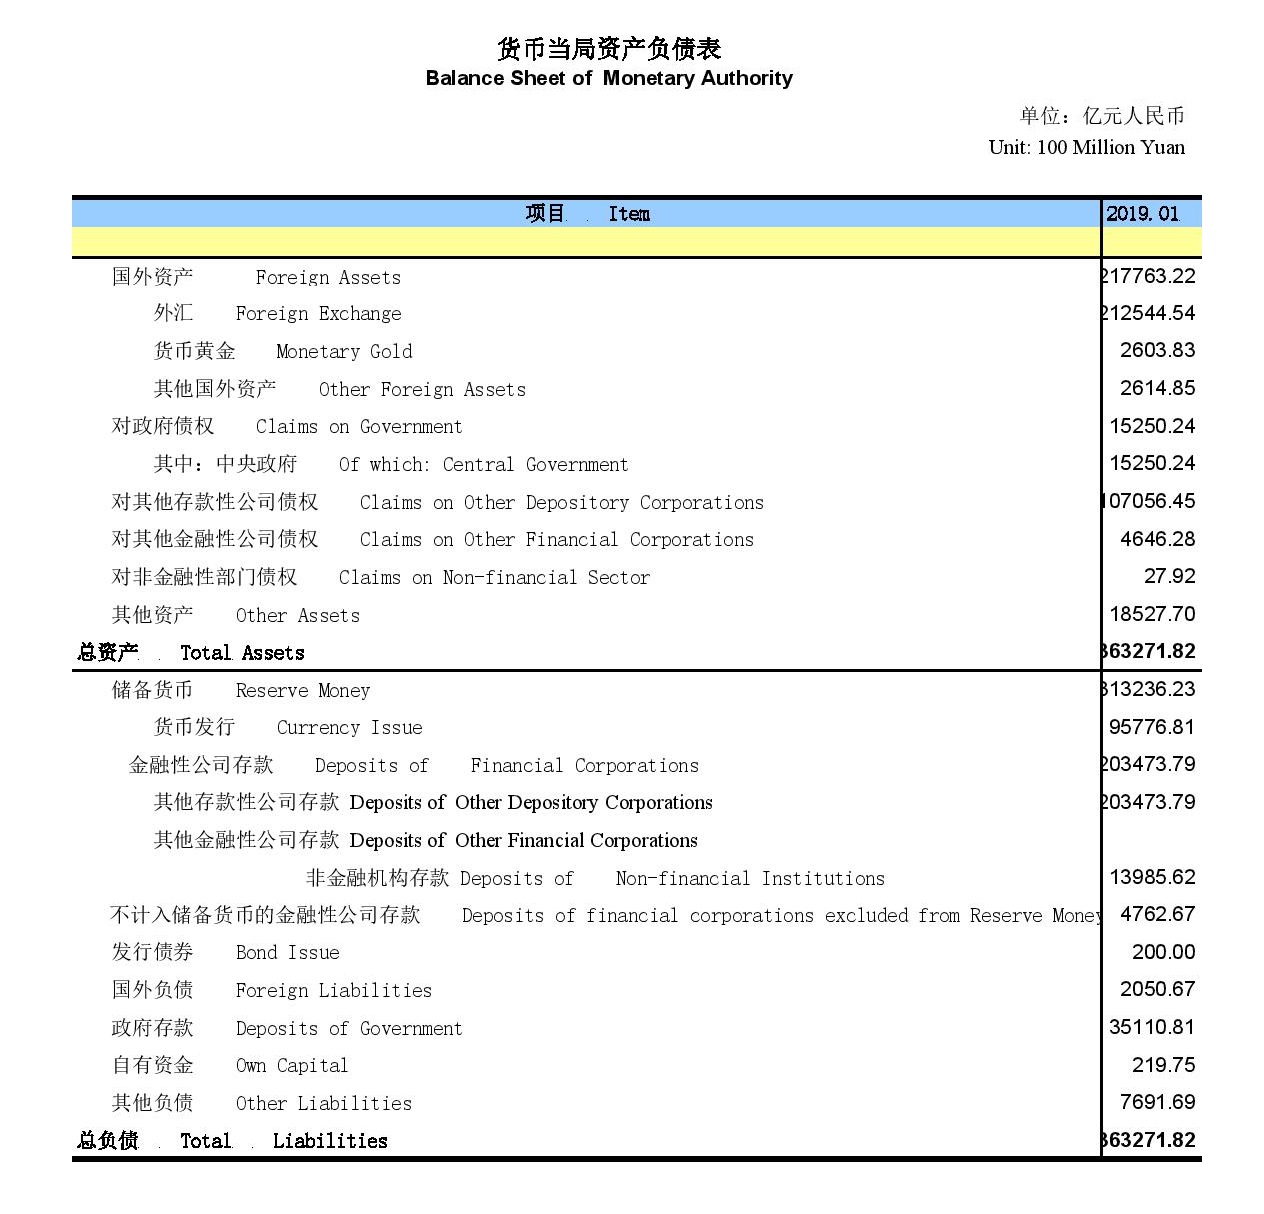 货币当局资产负债表
Balance Sheet of Monetary Authority
单位：亿元人民币
Unit: 100 Million Yuan
项目 Item 2019.01
国外资产 Foreign Assets 217763.22
外汇 Foreign Exchange 212544.54
货币黄金 Monetary Gold 2603.83
其他国外资产 Other Foreign Assets 2614.85
对政府债权 Claims on Government 15250.24
其中：中央政府 Of which: Central Government 15250.24
对其他存款性公司债权 Claims on Other Depository Corporations 107056.45
对其他金融性公司债权 Claims on Other Financial Corporations 4646.28
对非金融性部门债权 Claims on Non-financial Sector 27.92
其他资产 Other Assets 18527.70
总资产 Total Assets 363271.82
储备货币 Reserve Money 313236.23
货币发行 Currency Issue 95776.81
金融性公司存款 Deposits of Financial Corporations 203473.79
其他存款性公司存款 Deposits of Other Depository Corporations 203473.79
其他金融性公司存款 Deposits of Other Financial Corporations
非金融机构存款 Deposits of Non-financial Institutions 13985.62
不计入储备货币的金融性公司存款 Deposits of financial corporations excluded from Reserve Money 4762.67
发行债券 Bond Issue 200.00
国外负债 Foreign Liabilities 2050.67
政府存款 Deposits of Government 35110.81
自有资金 Own Capital 219.75
其他负债 Other Liabilities 7691.69
总负债 Total Liabilities 363271.82